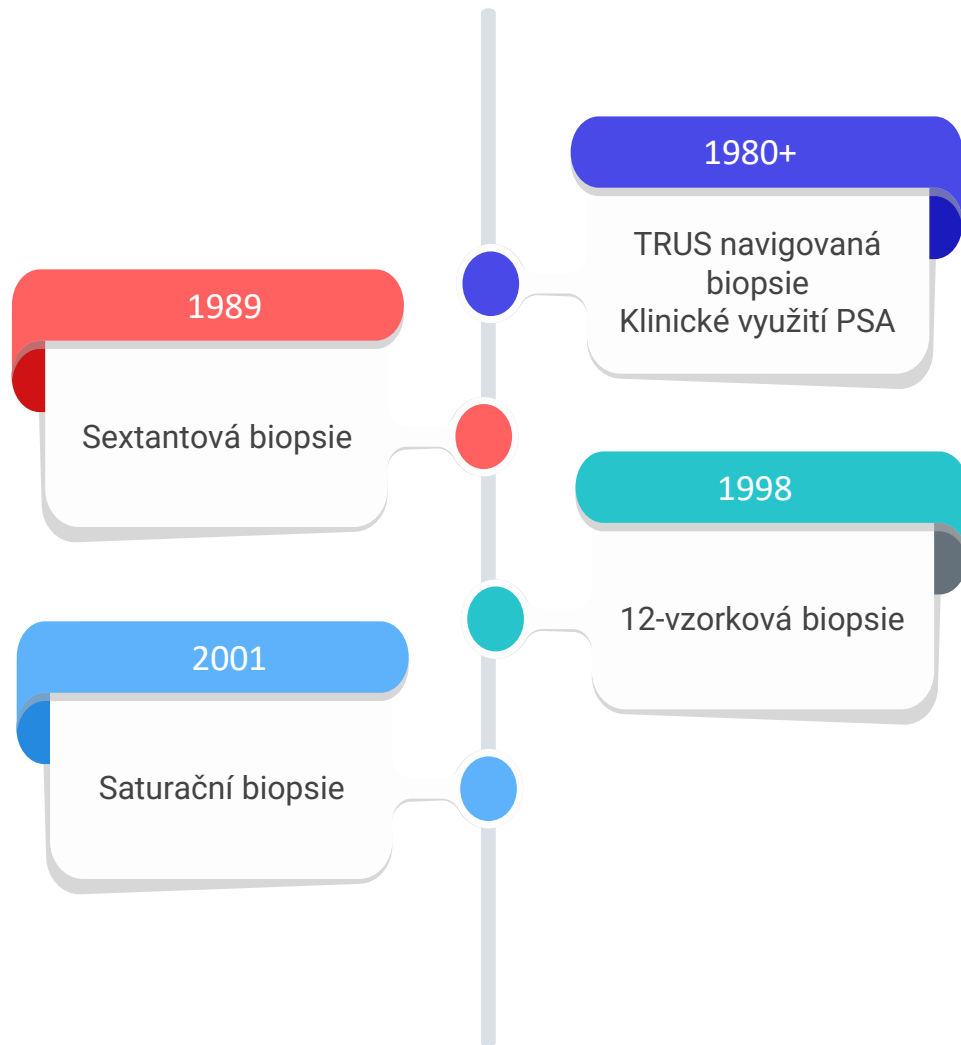 1980+
TRUS navigovaná
biopsie
Klinické využití PSA
1989
Sextantová biopsie
1998
12-vzorková biopsie
2001
Saturační biopsie